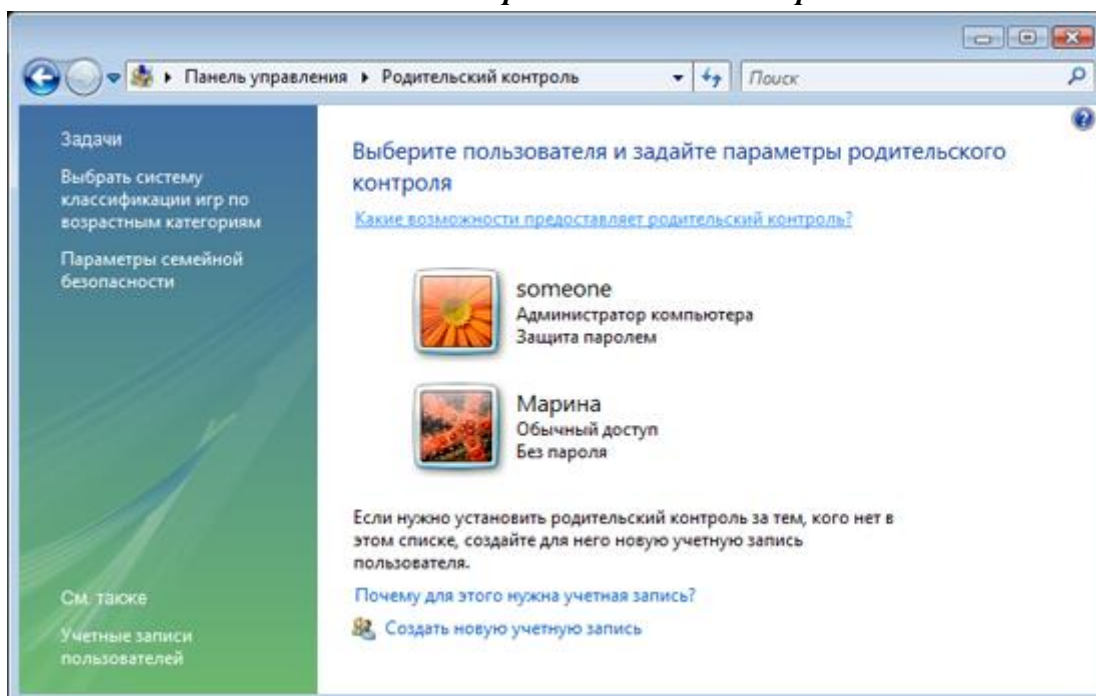 Панель управления ▸ Родительский контроль
Поиск
Задачи
Выбрать систему
классификации игр по
возрастным категориям
Параметры семейной
безопасности
См. также
Учетные записи
пользователей
Выберите пользователя и задайте параметры родительского
контроля
Какие возможности предоставляет родительский контроль?
someone
Администратор компьютера
Защита паролем
Марина
Обычный доступ
Без пароля
Если нужно установить родительский контроль за тем, кого нет в
этом списке, создайте для него новую учетную запись
пользователя.
Почему для этого нужна учетная запись?
Создать новую учетную запись